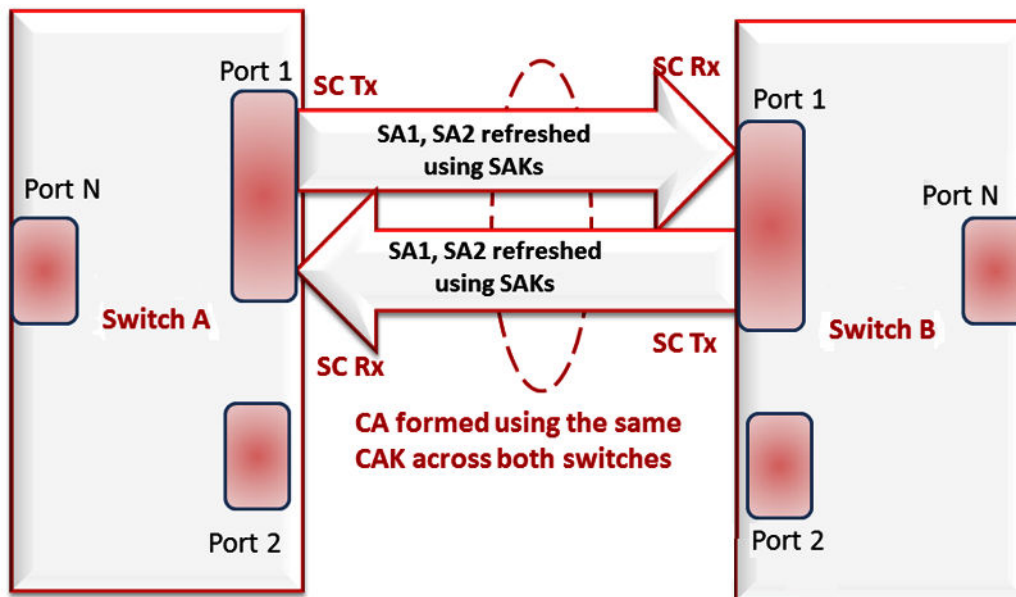 Port 1
SC Tx
SC Rx
Port 1
SA1, SA2 refreshed
using SAKs
Port N
Port N
SA1, SA2 refreshed
using SAKs
Switch A
Switch B
SC Rx
SC Tx
CA formed using the same
CAK across both switches
Port 2
Port 2